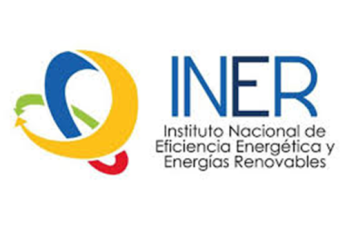 INER
Instituto Nacional de
Eficiencia Energética y
Energías Renovables